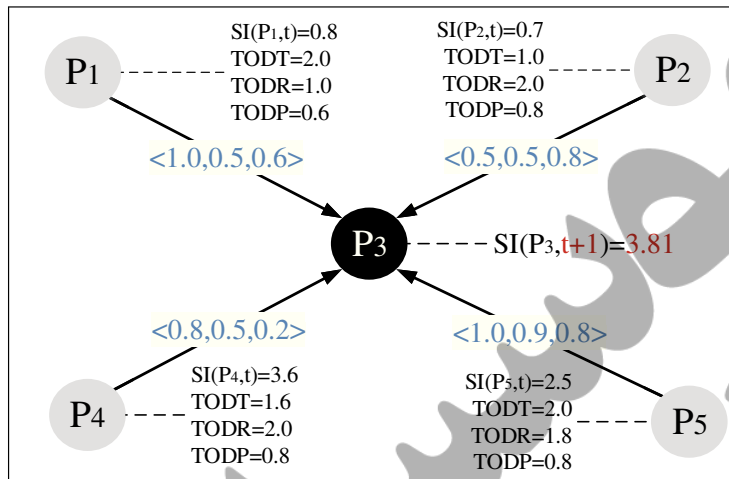 P1
SI(P1,t)=0.8
TODT=2.0
TODR=1.0
TODP=0.6
SI(P2,t)=0.7
TODT=1.0
TODR=2.0
TODP=0.8
P2
<1.0,0.5,0.6>
<0.5,0.5,0.8>
P3
SI(P3,t+1)=3.81
<0.8,0.5,0.2>
<1.0,0.9,0.8>
P4
SI(P4,t)=3.6
TODT=1.6
TODR=2.0
TODP=0.8
SI(P5,t)=2.5
TODT=2.0
TODR=1.8
TODP=0.8
P5